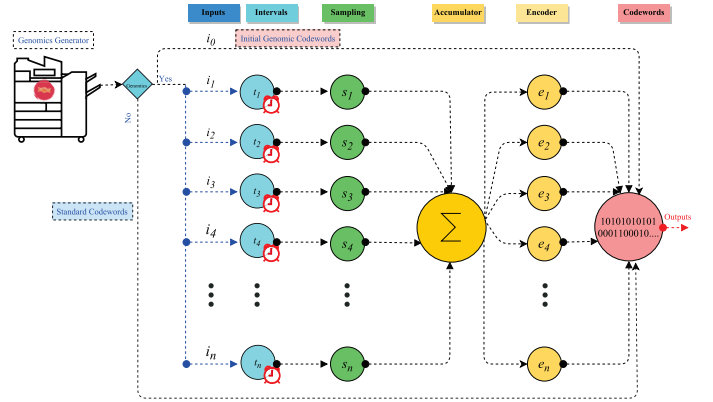 Inputs
Intervals
Sampling
Accumulator
Encoder
Codewords
Genomics Generator
i0
Initial Genomic Codewords
Genomics
Yes
No
i1
t1
s1
e1
i2
t2
s2
e2
i3
t3
s3
e3
Σ
10101010101
0001100010....
Outputs
Standard Codewords
i4
t4
s4
e4
in
tn
sn
en